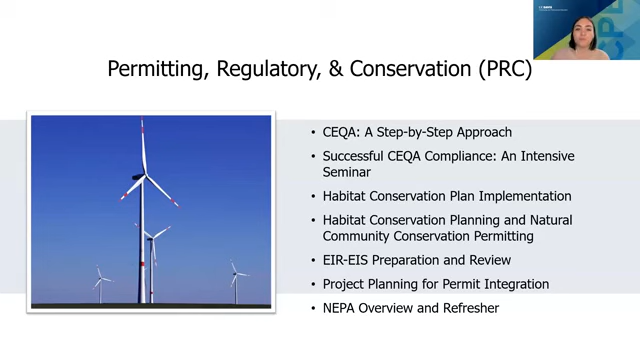 UC DAVIS
Permitting, Regulatory, & Conservation (PRC)
• CEQA: A Step-by-Step Approach
• Successful CEQA Compliance: An Intensive
Seminar
• Habitat Conservation Plan Implementation
• Habitat Conservation Planning and Natural
Community Conservation Permitting
• EIR-EIS Preparation and Review
• Project Planning for Permit Integration
• NEPA Overview and Refresher